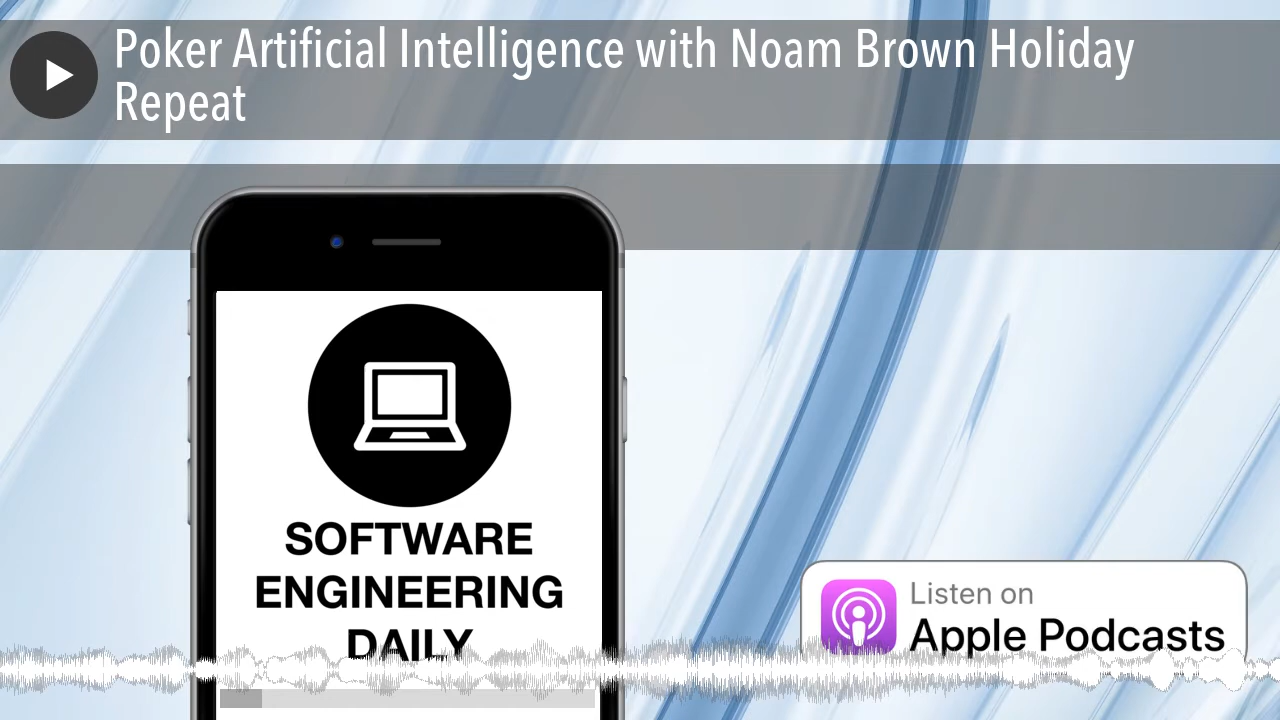 Poker Artificial Intelligence with Noam Brown Holiday
Repeat
SOFTWARE
ENGINEERING
DAILY
Listen on
Apple Podcasts